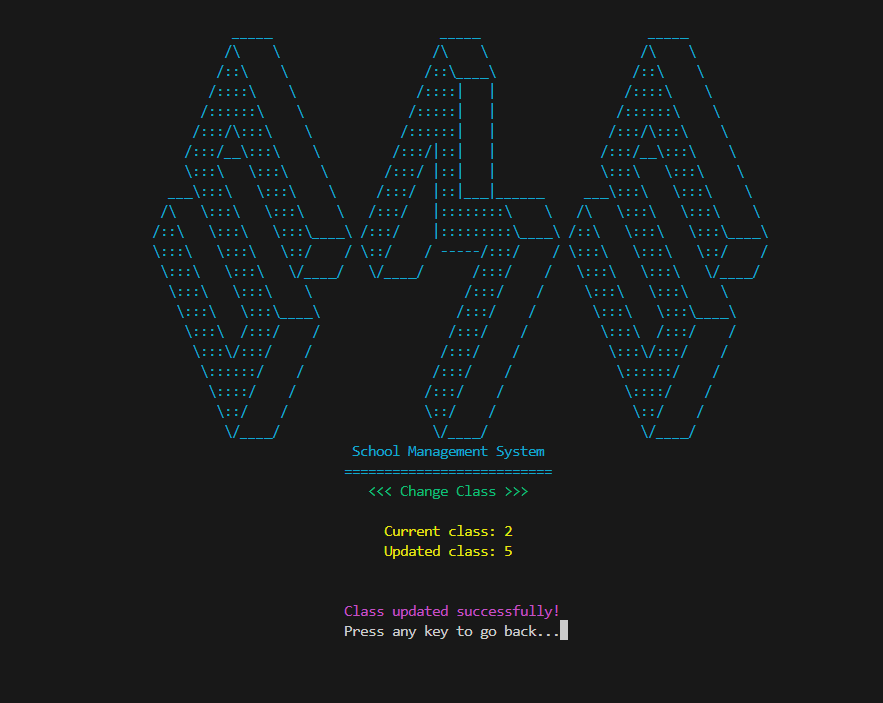 SMS
School Management System
==========================
<<< Change Class >>>
Current class: 2
Updated class: 5
Class updated successfully!
Press any key to go back...